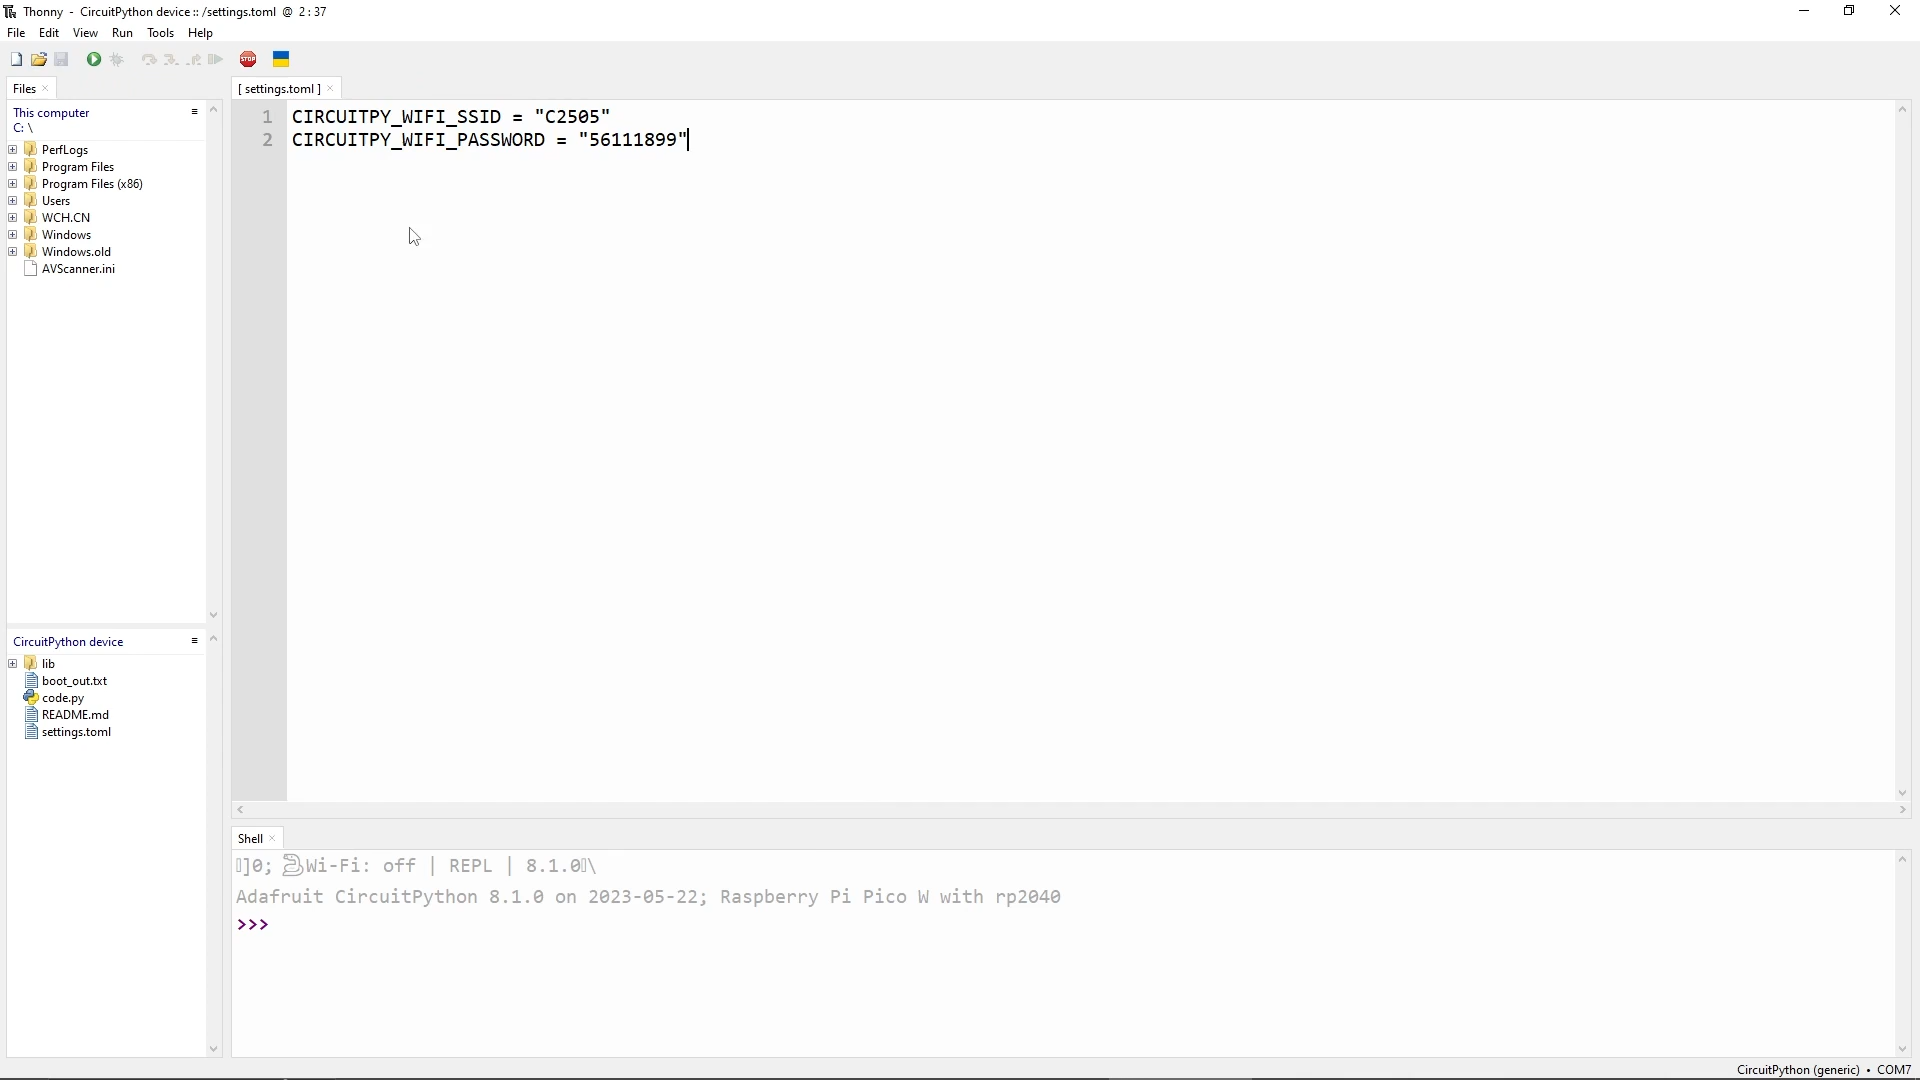 Thonny - CircuitPython device :: /settings.toml @ 2 : 37
File Edit View Run Tools Help
Files
This computer
C: \
PerfLogs
Program Files
Program Files (x86)
Users
WCH.CN
Windows
Windows.old
AVScanner.ini
CircuitPython device
lib
boot_out.txt
code.py
README.md
settings.toml
[ settings.toml ]
1 CIRCUITPY_WIFI_SSID = "C2505"
2 CIRCUITPY_WIFI_PASSWORD = "56111899"
Shell
]0; Wi-Fi: off | REPL | 8.1.0\
Adafruit CircuitPython 8.1.0 on 2023-05-22; Raspberry Pi Pico W with rp2040
>>>
CircuitPython (generic) • COM7